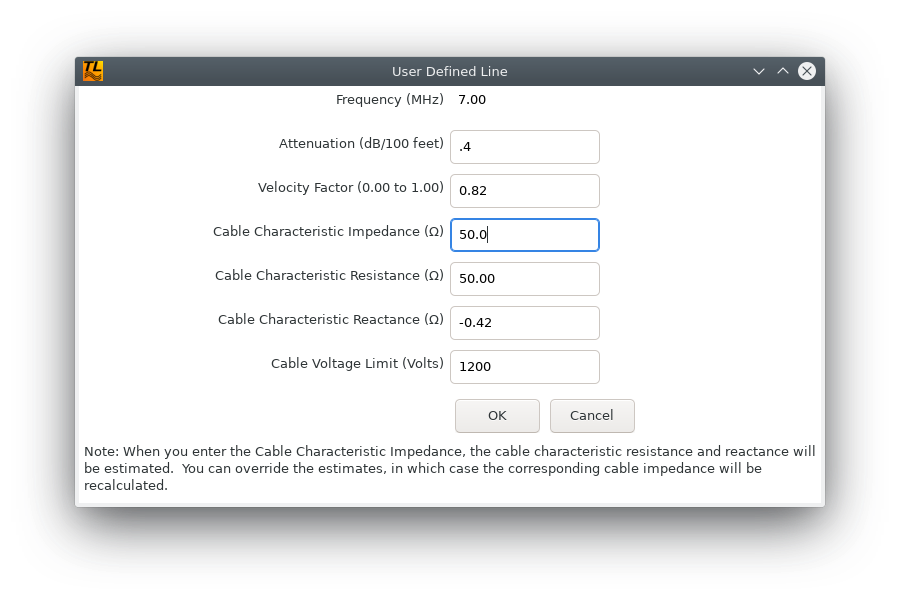 TL
User Defined Line
Frequency (MHz) 7.00
Attenuation (dB/100 feet) .4
Velocity Factor (0.00 to 1.00) 0.82
Cable Characteristic Impedance (Ω) 50.0
Cable Characteristic Resistance (Ω) 50.00
Cable Characteristic Reactance (Ω) -0.42
Cable Voltage Limit (Volts) 1200
OK Cancel
Note: When you enter the Cable Characteristic Impedance, the cable characteristic resistance and reactance will
be estimated.  You can override the estimates, in which case the corresponding cable impedance will be
recalculated.